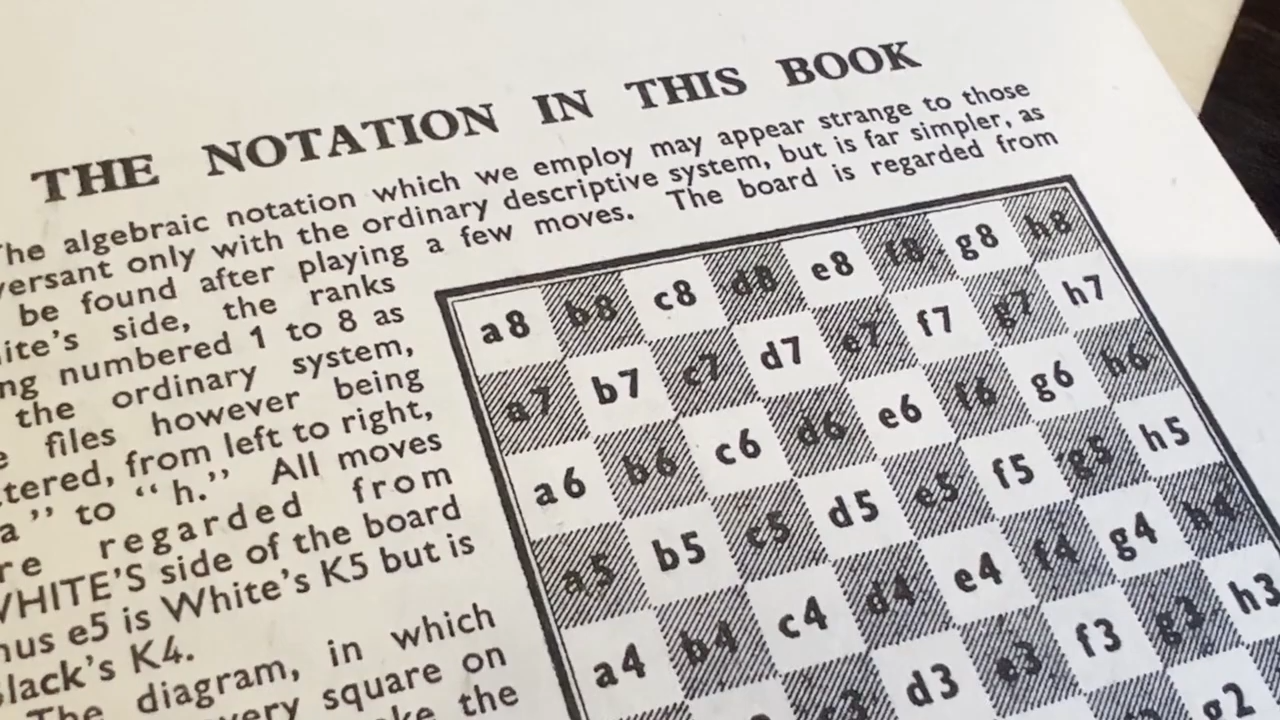 THE NOTATION IN THIS BOOK
The algebraic notation which we employ may appear strange to those
versant only with the ordinary descriptive system, but is far simpler, as
be found after playing a few moves. The board is regarded from
ite's side, the ranks
ng numbered 1 to 8 as
the ordinary system,
e files however being
tered, from left to right,
a" to "h." All moves
re regarded from
WHITE'S side of the board
hus e5 is White's K5 but is
Black's K4.
The diagram, in which
very square on
ke the
a8 b8 c8 d8 e8 f8 g8 h8
a7 b7 c7 d7 e7 f7 g7 h7
a6 b6 c6 d6 e6 f6 g6 h6
a5 b5 c5 d5 e5 f5 g5 h5
a4 b4 c4 d4 e4 f4 g4 h4
c3 d3 e3 f3 g3 h3
g2